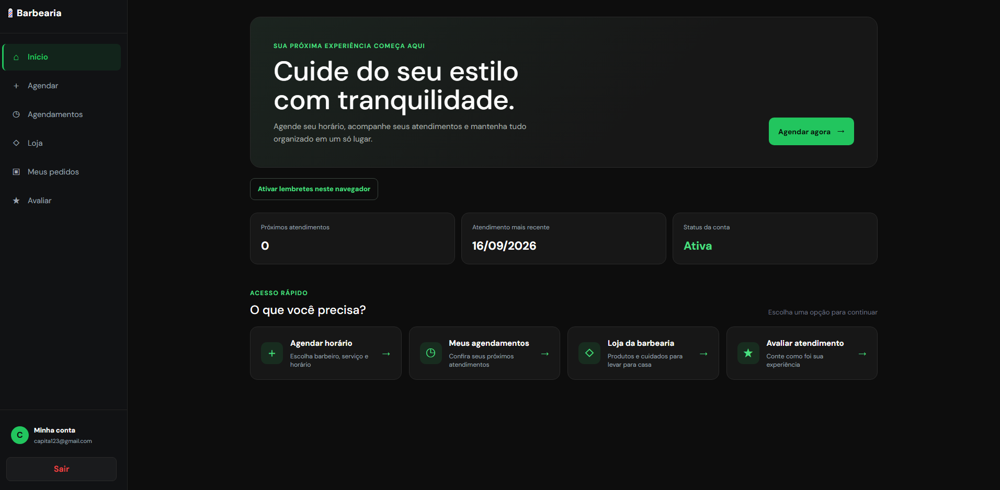 Barbearia
Início
Agendar
Agendamentos
Loja
Meus pedidos
Avaliar
Minha conta
capita123@gmail.com
Sair
SUA PRÓXIMA EXPERIÊNCIA COMEÇA AQUI
Cuide do seu estilo
com tranquilidade.
Agende seu horário, acompanhe seus atendimentos e mantenha tudo
organizado em um só lugar.
Agendar agora →
Ativar lembretes neste navegador
Próximos atendimentos
0
Atendimento mais recente
16/09/2026
Status da conta
Ativa
ACESSO RÁPIDO
O que você precisa?
Escolha uma opção para continuar
Agendar horário
Escolha barbeiro, serviço e
horário
Meus agendamentos
Confira seus próximos
atendimentos
Loja da barbearia
Produtos e cuidados para
levar para casa
Avaliar atendimento
Conte como foi sua
experiência
C